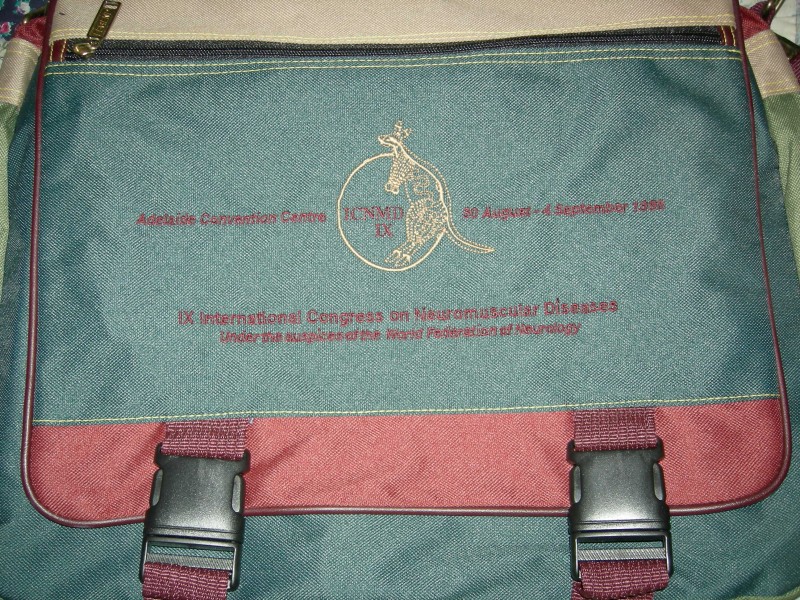 Adelaide Convention Centre
ICNMD
IX
30 August - 4 September 1998
IX International Congress on Neuromuscular Diseases
Under the auspices of the World Federation of Neurology